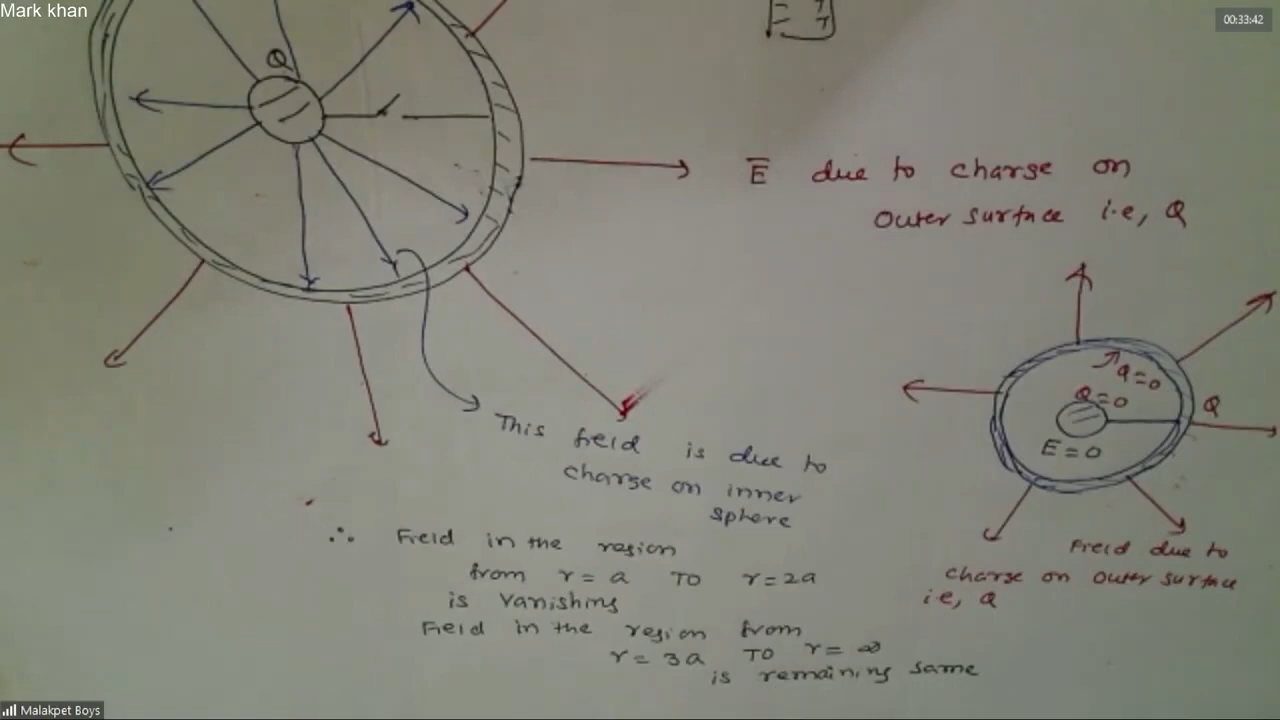 Mark khan
00:33:42
Q
E̅ due to charge on
outer surface i.e, Q
Q=0
Q=0
Q
E=0
This field is due to
charge on inner
sphere
∴ Field in the region
from r=a TO r=2a
is vanishing
Field in the region from
r=3a TO r=∞
is remaining same
Field due to
charge on outer surface
i.e, Q
Malakpet Boys